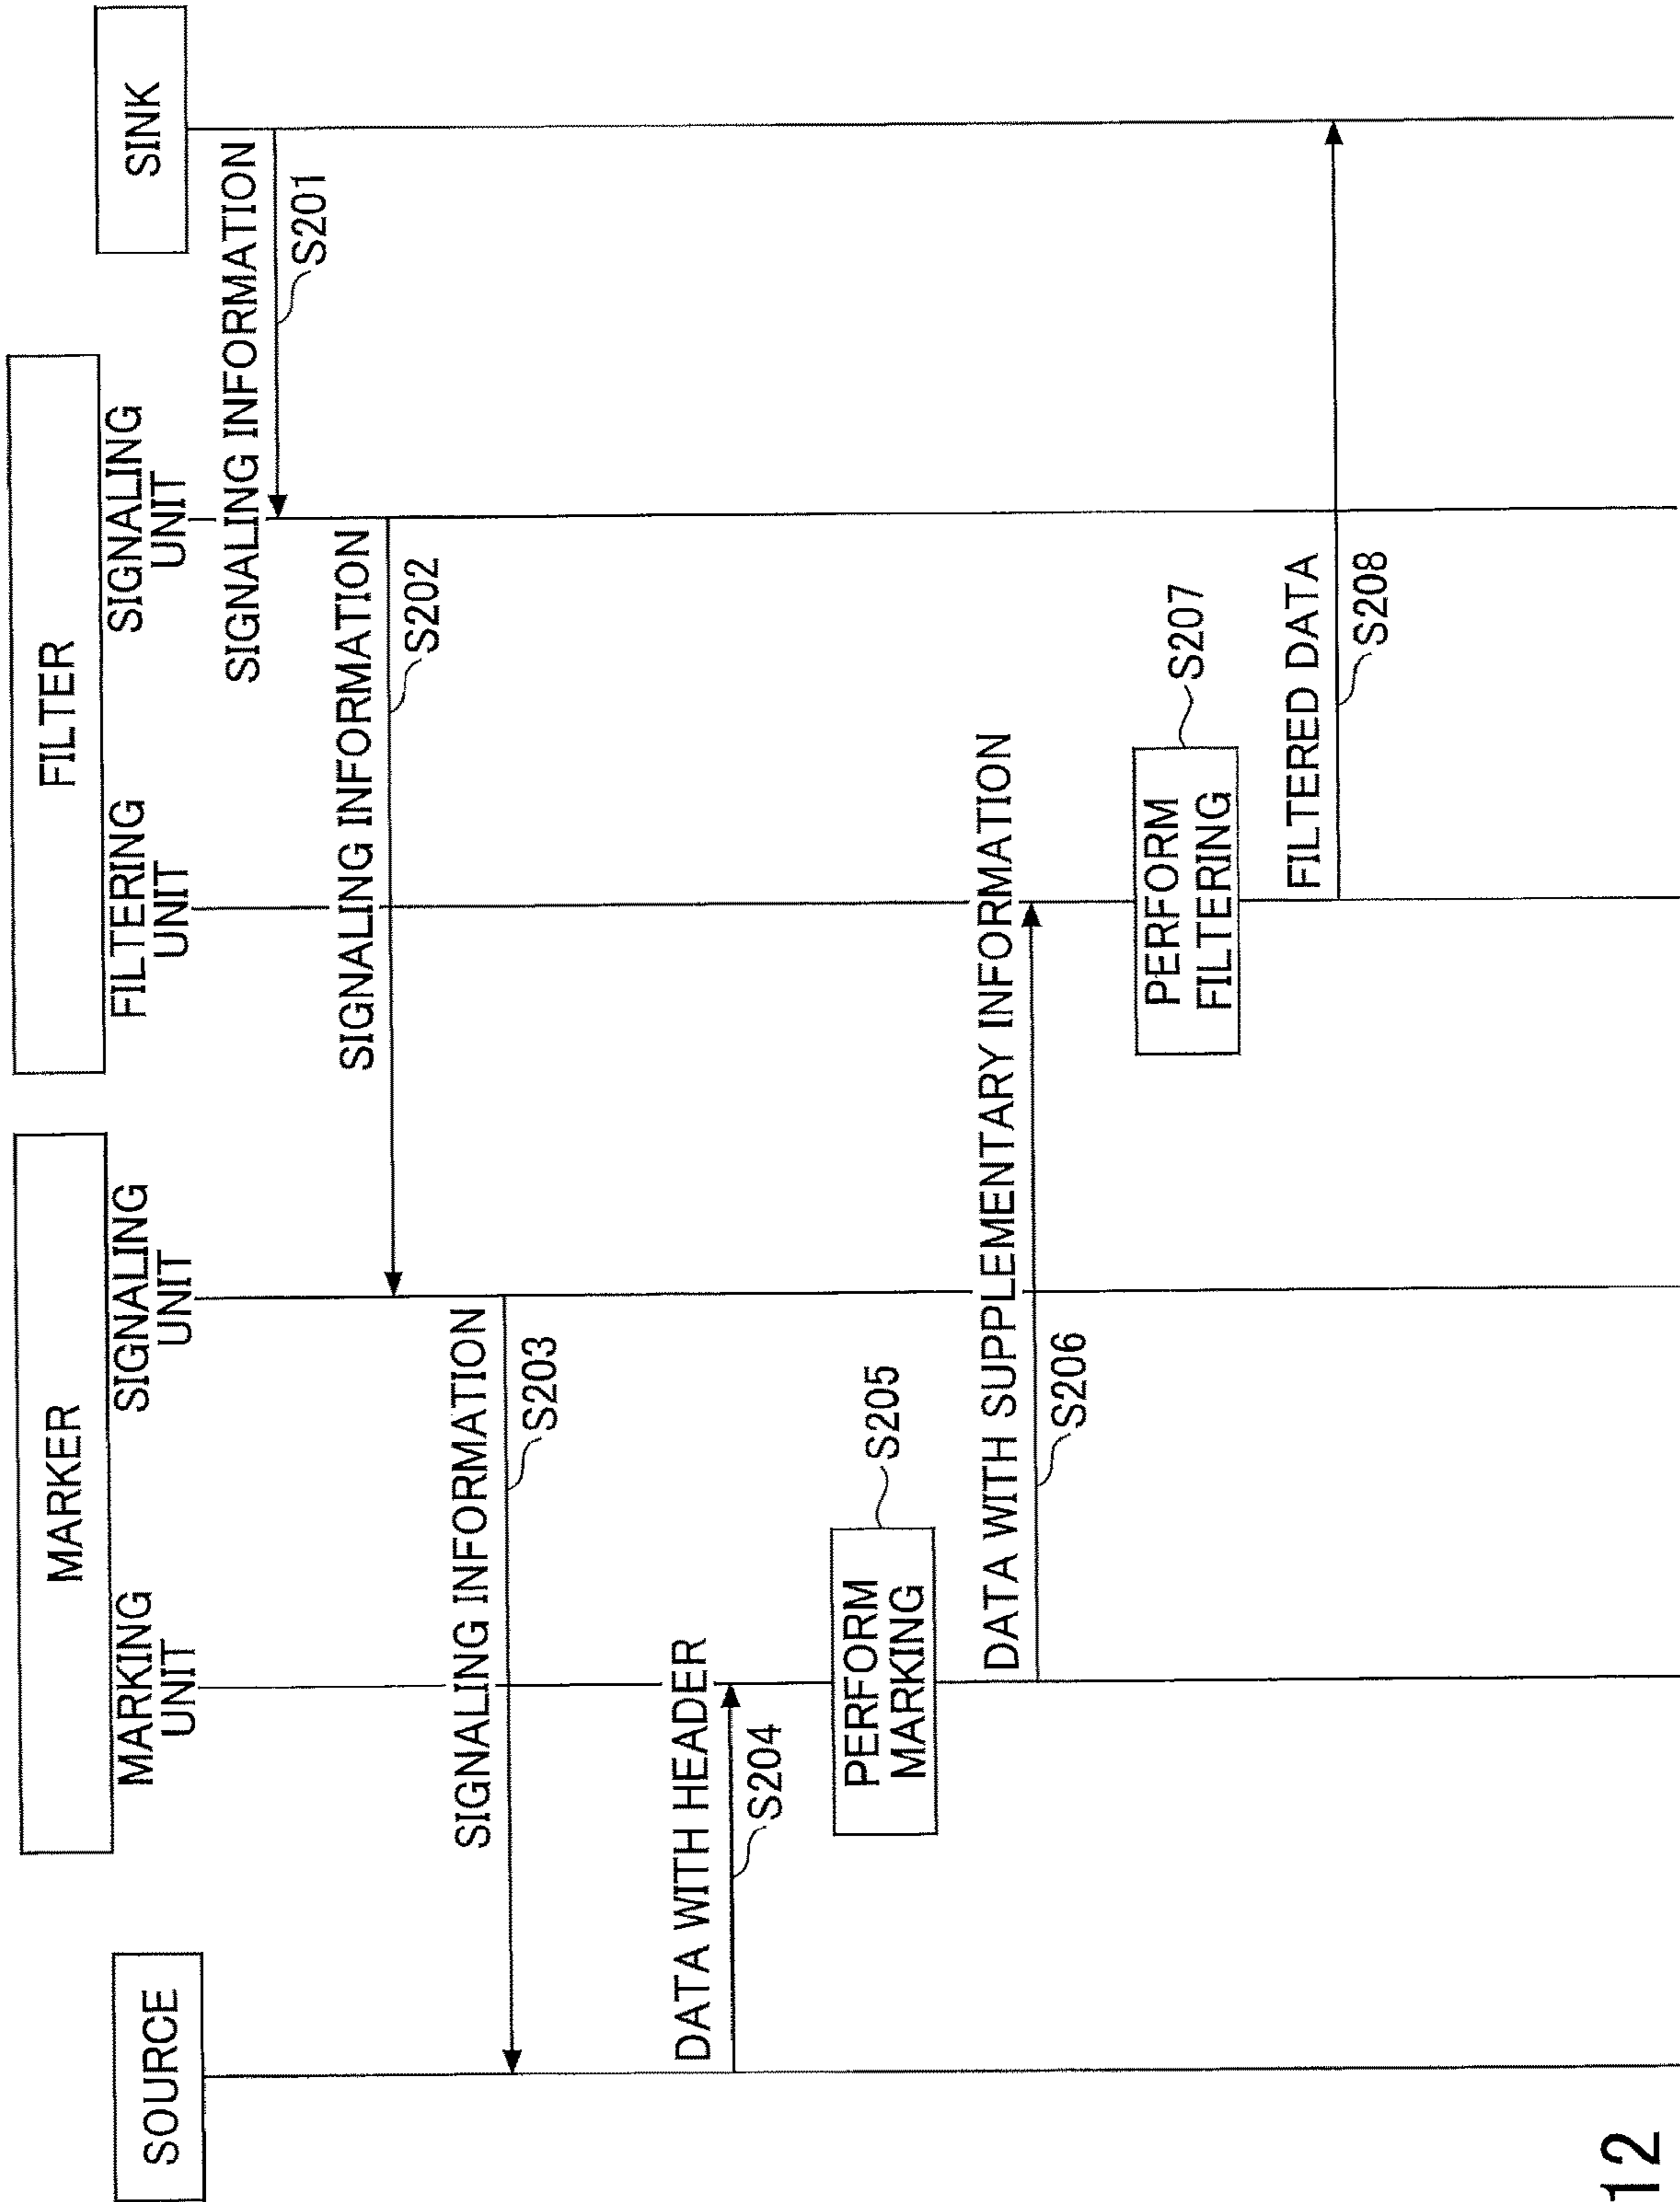 SOURCE
MARKER
FILTER
SINK
MARKING
UNIT
SIGNALING
UNIT
FILTERING
UNIT
SIGNALING
UNIT
SIGNALING INFORMATION
S201
SIGNALING INFORMATION
S202
SIGNALING INFORMATION
S203
DATA WITH HEADER
S204
PERFORM
MARKING
S205
DATA WITH SUPPLEMENTARY INFORMATION
S206
PERFORM
FILTERING
S207
FILTERED DATA
S208
12